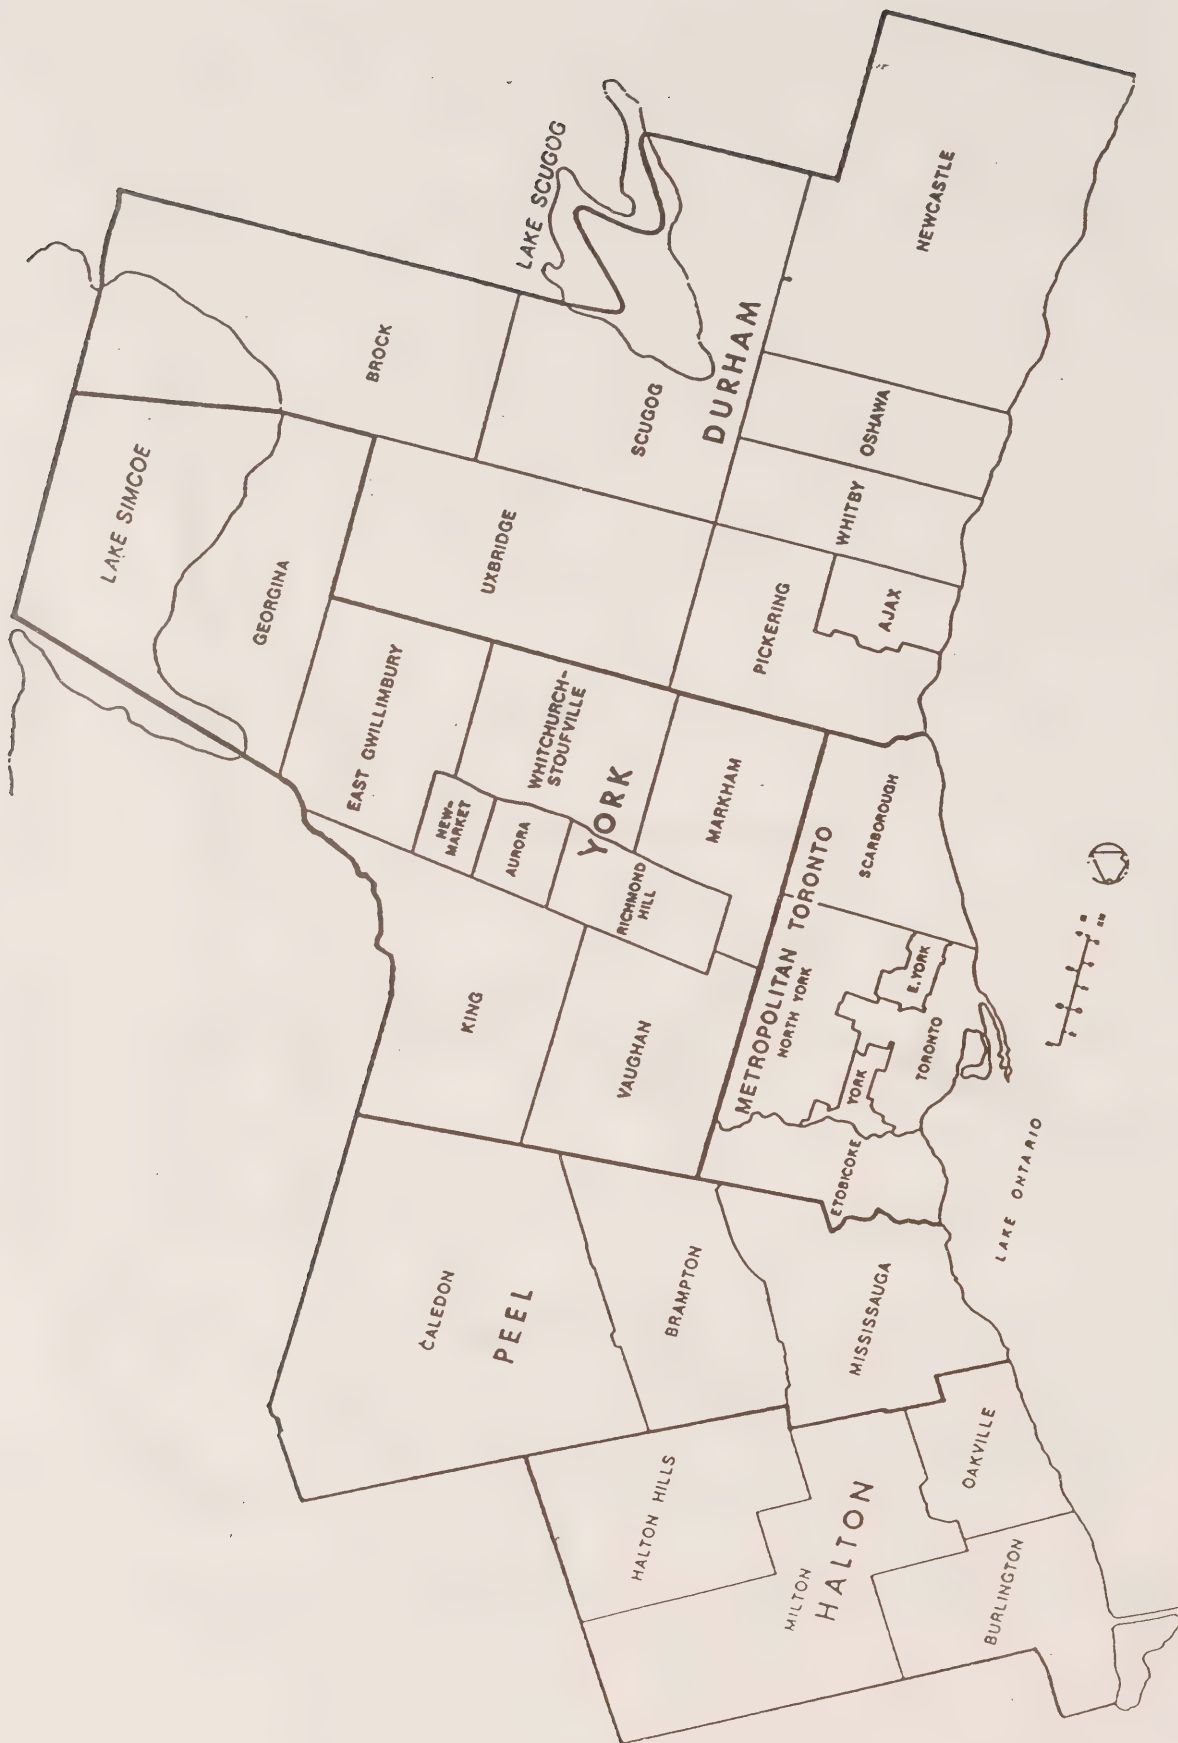 LAKE SIMCOE
GEORGINA
BROCK
LAKE SCUGOG
SCUGOG
DURHAM
UXBRIDGE
NEWCASTLE
OSHAWA
WHITBY
AJAX
PICKERING
EAST GWILLIMBURY
NEW-
MARKET
WHITCHURCH-
STOUFVILLE
AURORA
YORK
RICHMOND
HILL
MARKHAM
KING
VAUGHAN
METROPOLITAN TORONTO
NORTH YORK
SCARBOROUGH
E.YORK
YORK
TORONTO
ETOBICOKE
LAKE ONTARIO
CALEDON
PEEL
BRAMPTON
MISSISSAUGA
HALTON HILLS
MILTON
HALTON
OAKVILLE
BURLINGTON